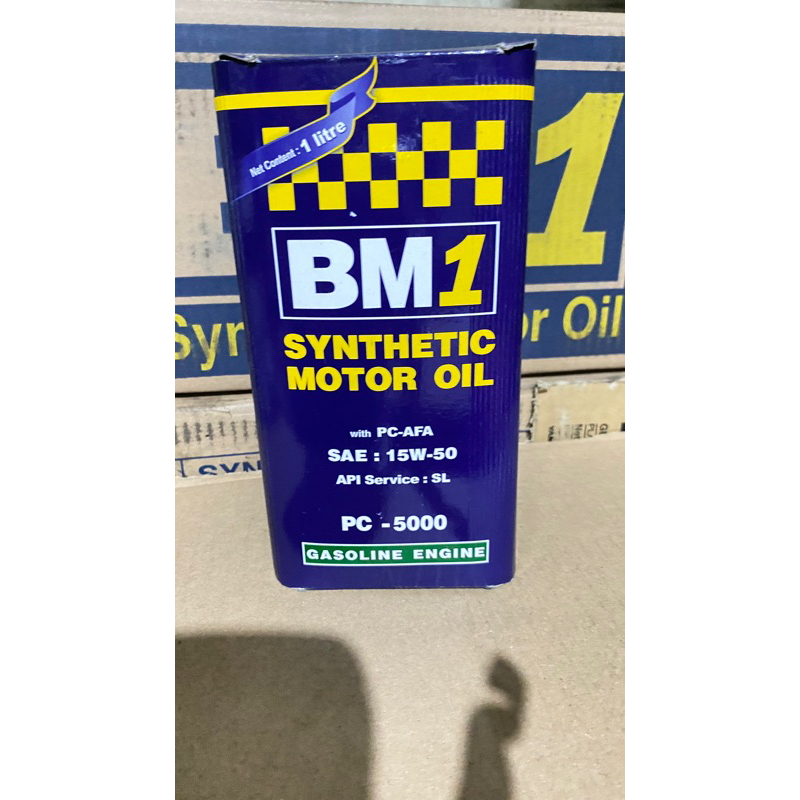 Net Content : 1 litre
BM1
SYNTHETIC
MOTOR OIL
with PC-AFA
SAE : 15W-50
API Service : SL
PC - 5000
GASOLINE ENGINE
1
Syn
or Oil
SYN